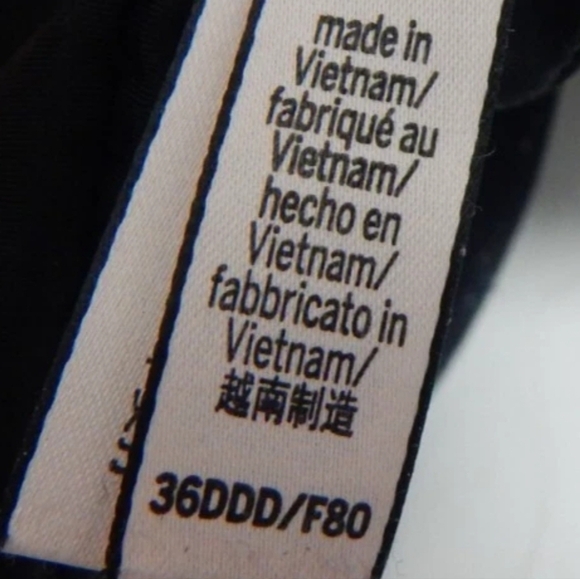 made in
Vietnam/
fabriqué au
Vietnam/
hecho en
Vietnam/
fabbricato in
Vietnam/
越南制造
36DDD/F80